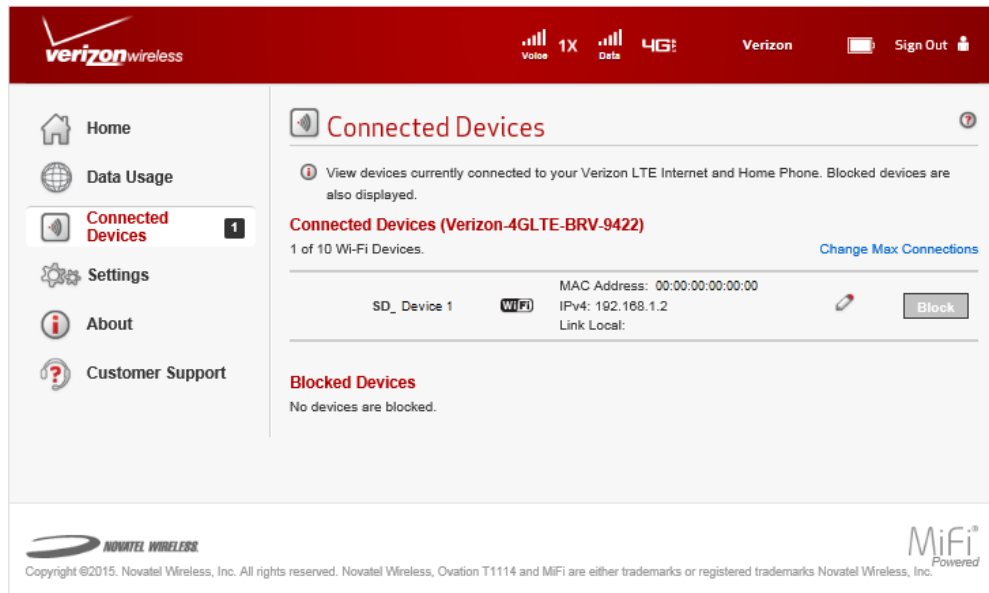 verizonwireless
Voice 1X Data 4G LTE Verizon Sign Out
Home
Data Usage
Connected Devices 1
Settings
About
Customer Support
Connected Devices
?
View devices currently connected to your Verizon LTE Internet and Home Phone. Blocked devices are
also displayed.
Connected Devices (Verizon-4GLTE-BRV-9422)
1 of 10 Wi-Fi Devices. Change Max Connections
SD_ Device 1 WiFi
MAC Address: 00:00:00:00:00:00
IPv4: 192.168.1.2
Link Local:
Block
Blocked Devices
No devices are blocked.
NOVATEL WIRELESS.
MiFi®
Powered
Copyright ©2015. Novatel Wireless, Inc. All rights reserved. Novatel Wireless, Ovation T1114 and MiFi are either trademarks or registered trademarks Novatel Wireless, Inc.